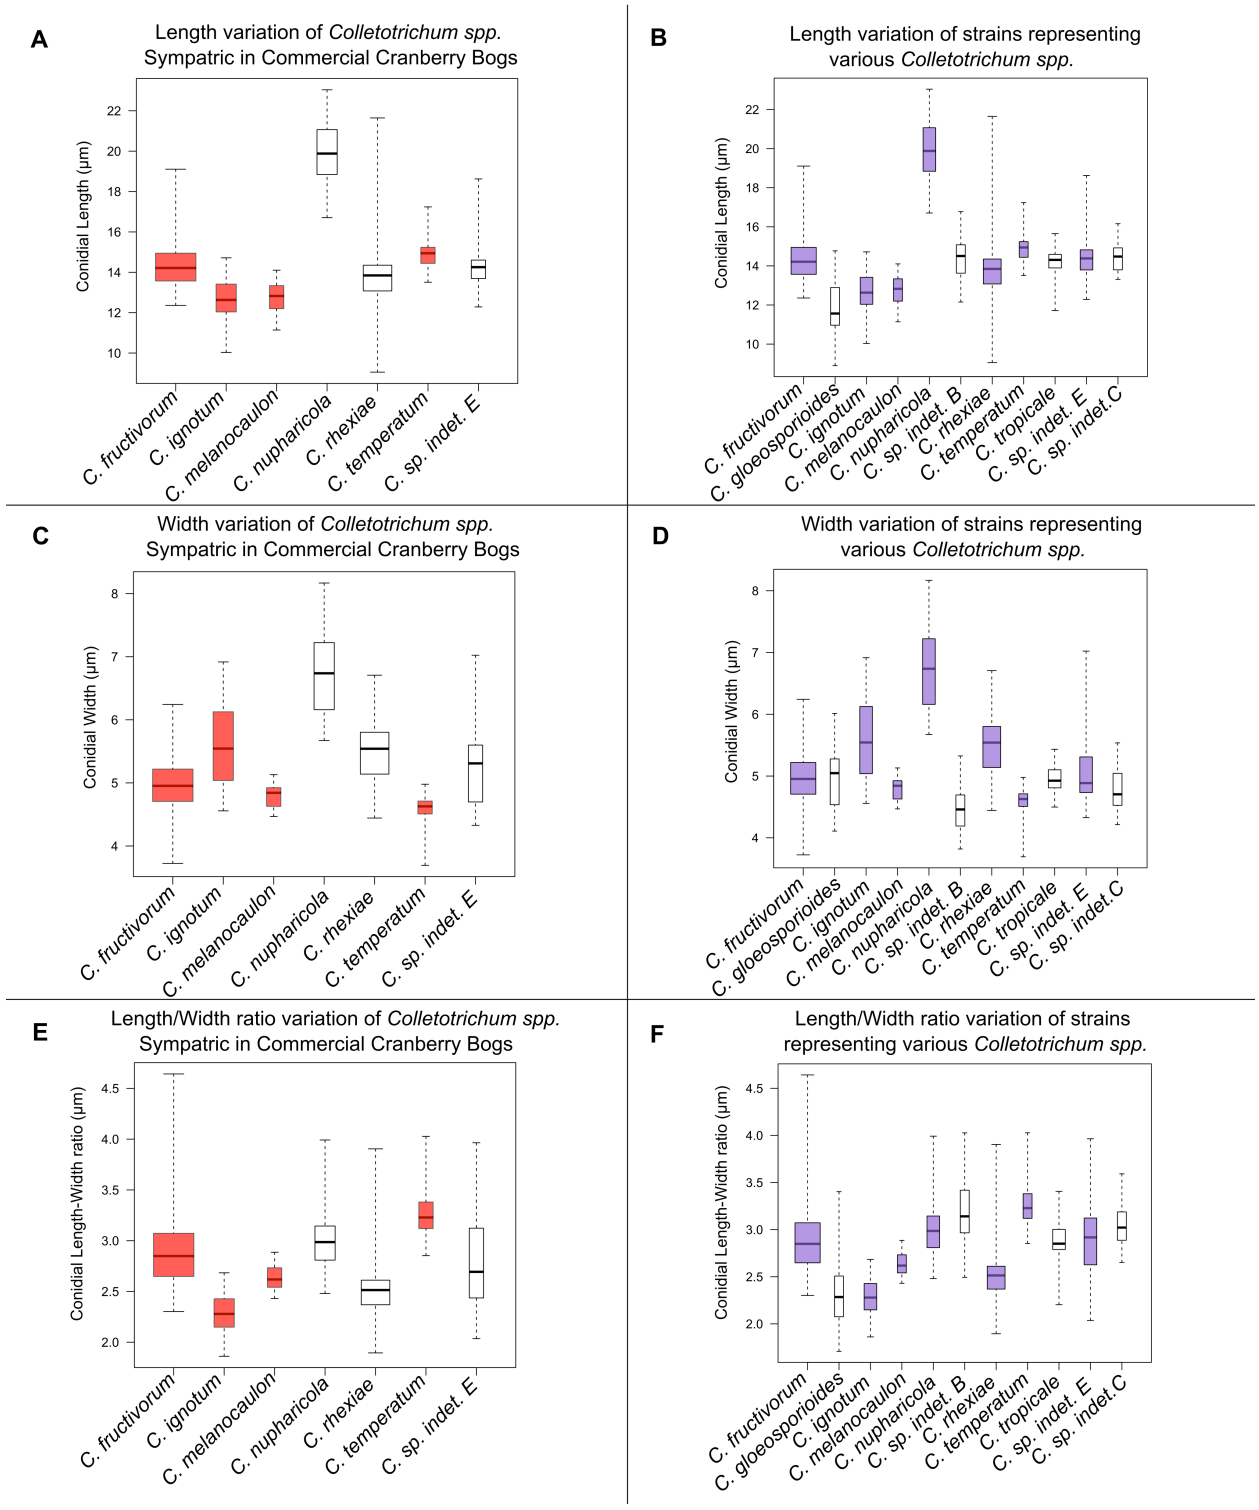 A
Length variation of Colletotrichum spp.
Sympatric in Commercial Cranberry Bogs
Conidial Length (µm)
22
20
18
16
14
12
10
C. fructivorum
C. ignotum
C. melanocaulon
C. nupharicola
C. rhexiae
C. temperatum
C. sp. indet. E
B
Length variation of strains representing
various Colletotrichum spp.
Conidial Length (µm)
22
20
18
16
14
12
10
C. fructivorum
C. gloeosporioides
C. ignotum
C. melanocaulon
C. nupharicola
C. sp. indet. B
C. rhexiae
C. temperatum
C. tropicale
C. sp. indet. E
C. sp. indet.C
C
Width variation of Colletotrichum spp.
Sympatric in Commercial Cranberry Bogs
Conidial Width (µm)
8
7
6
5
4
C. fructivorum
C. ignotum
C. melanocaulon
C. nupharicola
C. rhexiae
C. temperatum
C. sp. indet. E
D
Width variation of strains representing
various Colletotrichum spp.
Conidial Width (µm)
8
7
6
5
4
C. fructivorum
C. gloeosporioides
C. ignotum
C. melanocaulon
C. nupharicola
C. sp. indet. B
C. rhexiae
C. temperatum
C. tropicale
C. sp. indet. E
C. sp. indet.C
E
Length/Width ratio variation of Colletotrichum spp.
Sympatric in Commercial Cranberry Bogs
Conidial Length-Width ratio (µm)
4.5
4.0
3.5
3.0
2.5
2.0
C. fructivorum
C. ignotum
C. melanocaulon
C. nupharicola
C. rhexiae
C. temperatum
C. sp. indet. E
F
Length/Width ratio variation of strains
representing various Colletotrichum spp.
Conidial Length-Width ratio (µm)
4.5
4.0
3.5
3.0
2.5
2.0
C. fructivorum
C. gloeosporioides
C. ignotum
C. melanocaulon
C. nupharicola
C. sp. indet. B
C. rhexiae
C. temperatum
C. tropicale
C. sp. indet. E
C. sp. indet.C